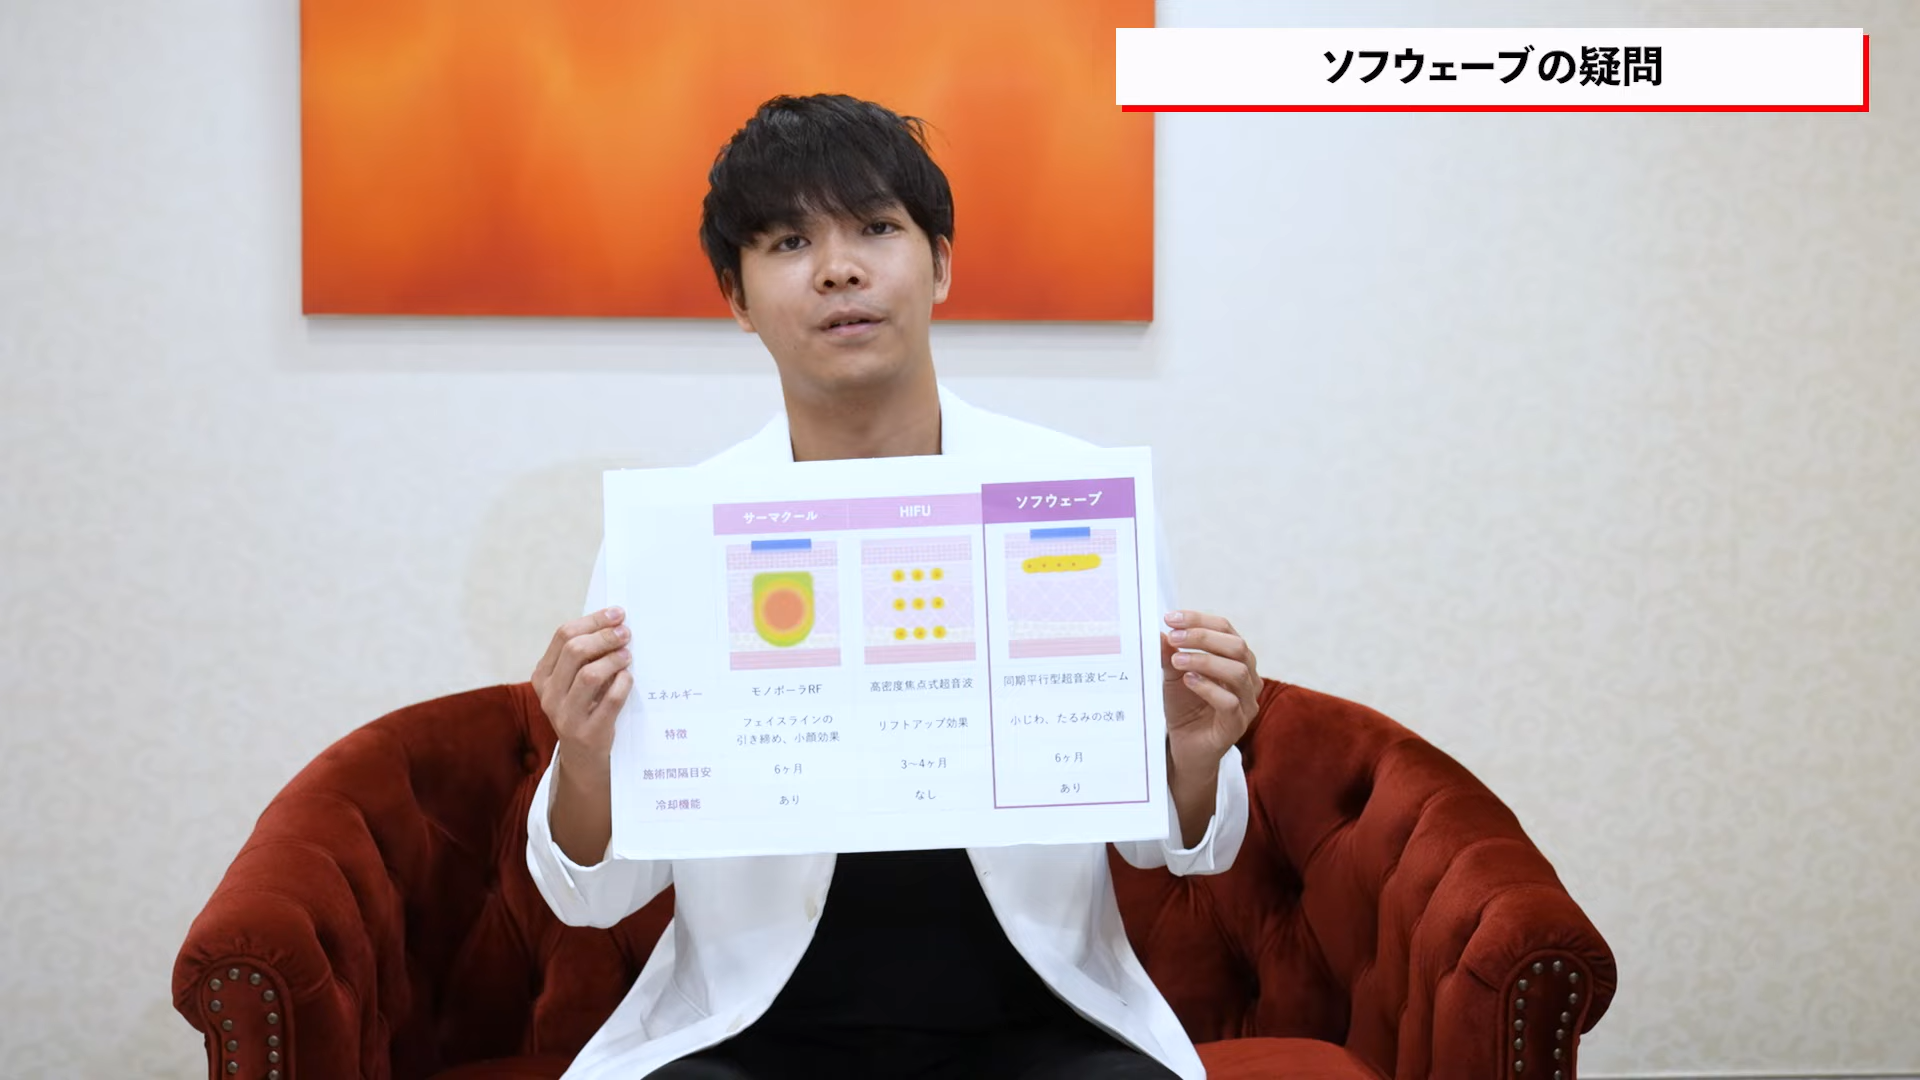 ソフウェーブの疑問
サーマクール HIFU ソフウェーブ
エネルギー モノポーラRF 高密度焦点式超音波 同期平行型超音波ビーム
特徴 フェイスラインの
引き締め、小顔効果 リフトアップ効果 小じわ、たるみの改善
施術間隔目安 6ヶ月 3〜4ヶ月 6ヶ月
冷却機能 あり なし あり